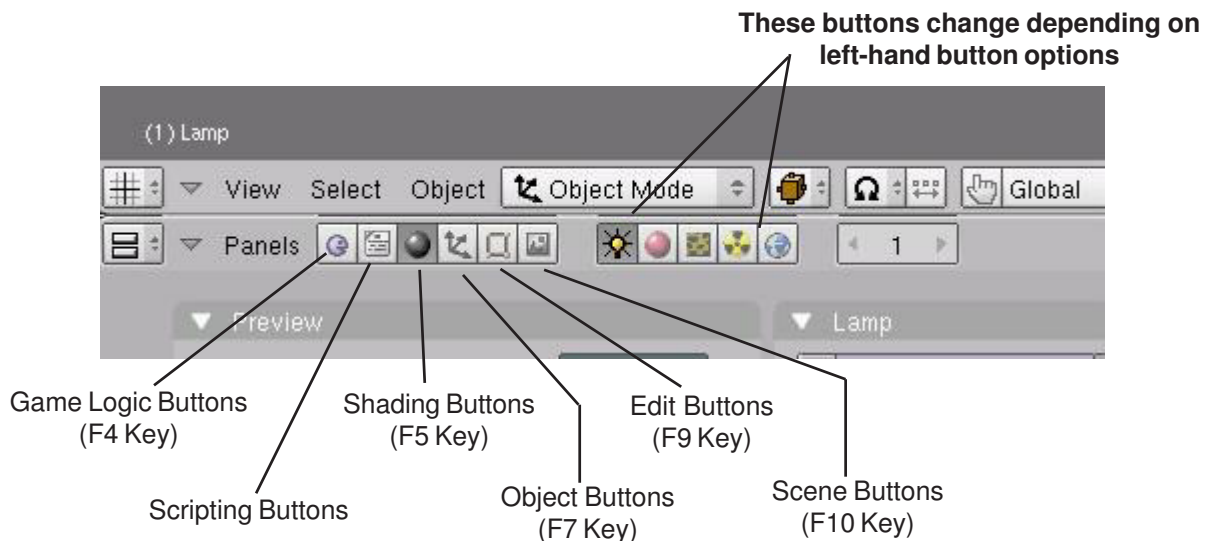 These buttons change depending on
left-hand button options
(1) Lamp
View Select Object Object Mode Global
Panels 1
Preview Lamp
Game Logic Buttons
(F4 Key)
Shading Buttons
(F5 Key)
Edit Buttons
(F9 Key)
Scripting Buttons
Object Buttons
(F7 Key)
Scene Buttons
(F10 Key)